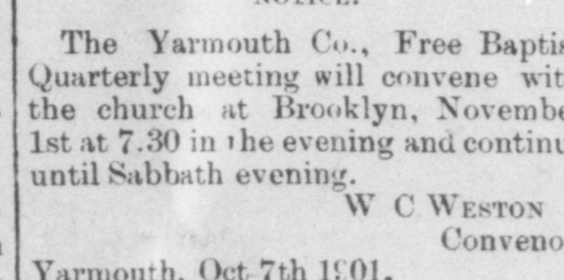 NOTICE.
The Yarmouth Co., Free Baptis
Quarterly meeting will convene wit
the church at Brooklyn, Novembe
1st at 7.30 in the evening and continu
until Sabbath evening.
W C WESTON
Conveno
Yarmouth, Oct 7th 1901.